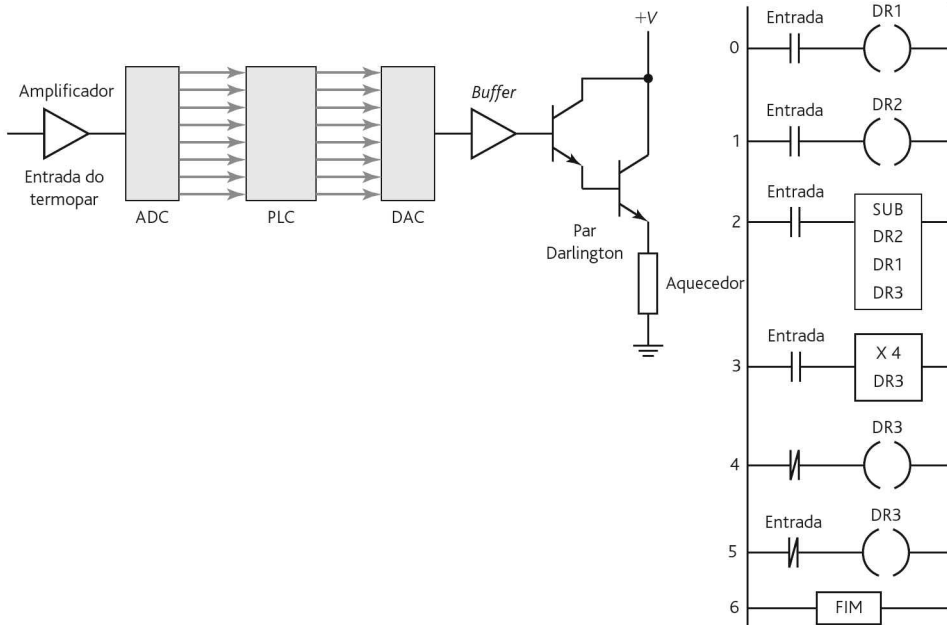 Amplificador
Entrada do
termopar
ADC
PLC
DAC
Buffer
+V
Par
Darlington
Aquecedor
0
Entrada
DR1
1
Entrada
DR2
2
Entrada
SUB
DR2
DR1
DR3
3
Entrada
X 4
DR3
4
DR3
5
Entrada
DR3
6
FIM